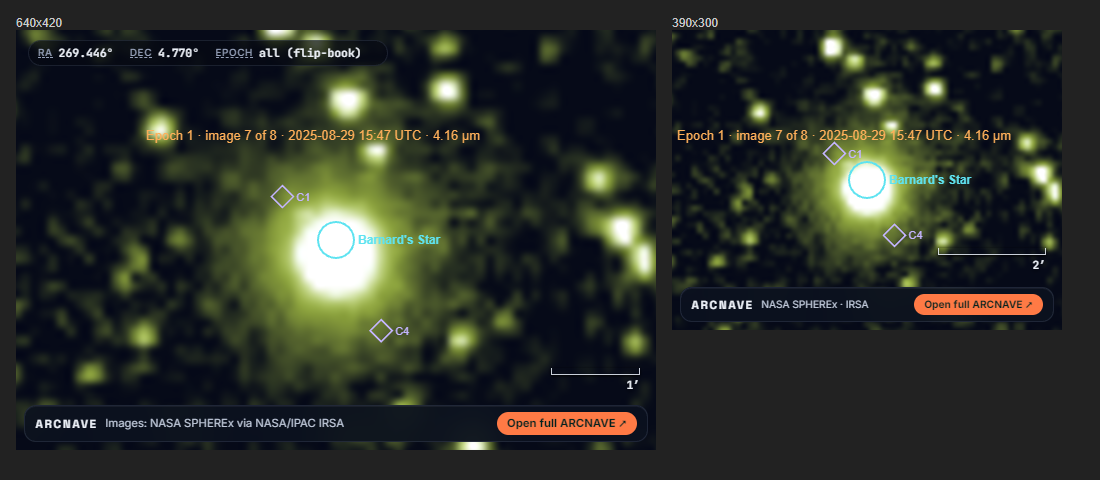 640x420
RA 269.446° DEC 4.770° EPOCH all (flip-book)
Epoch 1 · image 7 of 8 · 2025-08-29 15:47 UTC · 4.16 µm
C1
Barnard's Star
C4
1′
ARCNAVE Images: NASA SPHEREx via NASA/IPAC IRSA Open full ARCNAVE ↗
390x300
Epoch 1 · image 7 of 8 · 2025-08-29 15:47 UTC · 4.16 µm
C1
Barnard's Star
C4
2′
ARCNAVE NASA SPHEREx · IRSA Open full ARCNAVE ↗